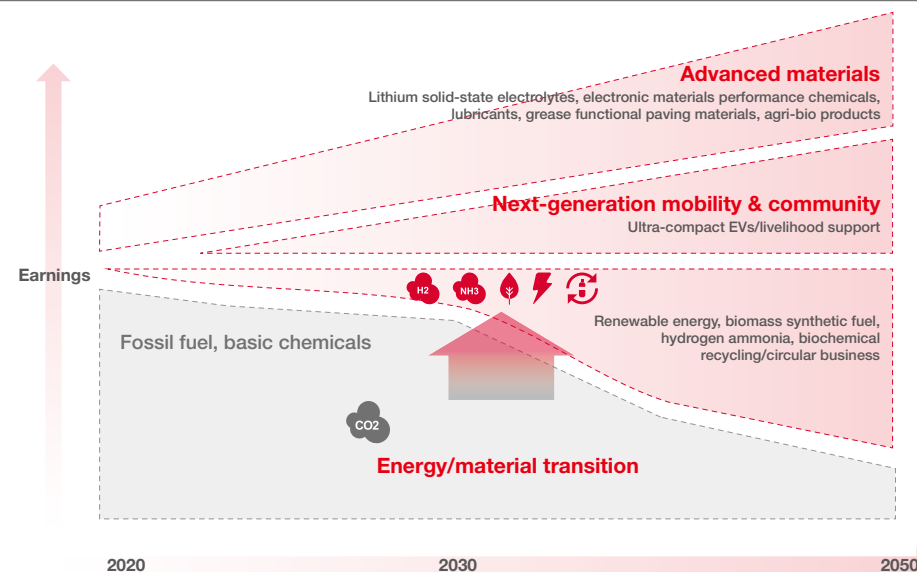 Advanced materials
Lithium solid-state electrolytes, electronic materials performance chemicals,
lubricants, grease functional paving materials, agri-bio products
Next-generation mobility & community
Ultra-compact EVs/livelihood support
Earnings
H2
NH3
Renewable energy, biomass synthetic fuel,
hydrogen ammonia, biochemical
recycling/circular business
Fossil fuel, basic chemicals
CO2
Energy/material transition
2020
2030
2050